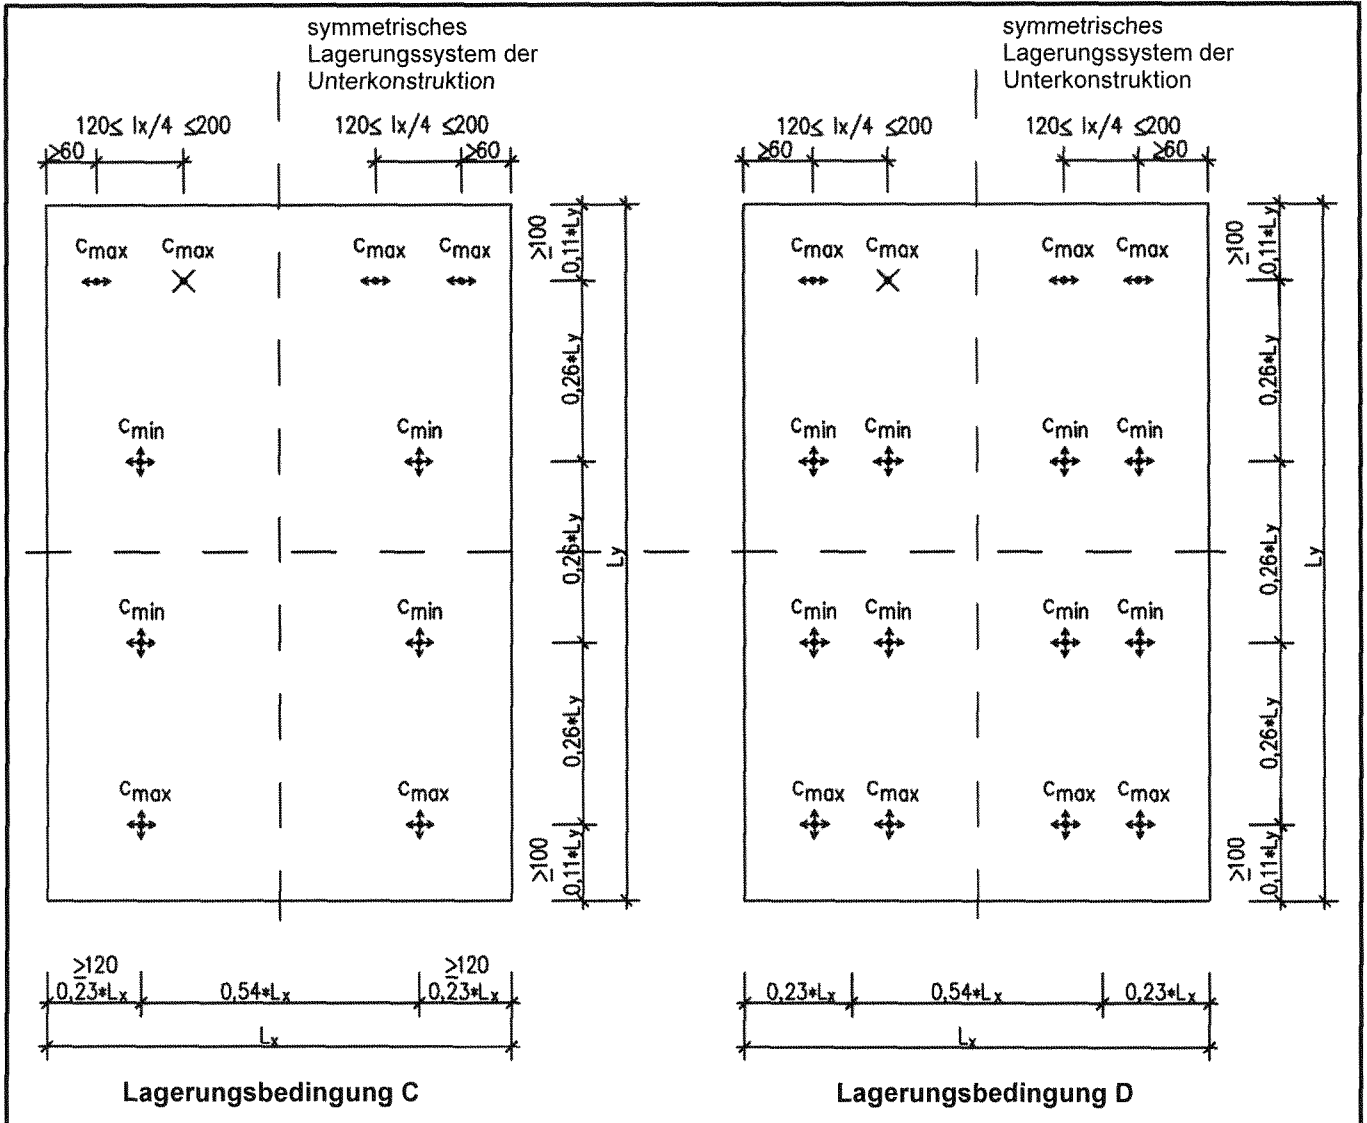 symmetrisches
Lagerungssystem der
Unterkonstruktion
120≤ lx/4 ≤200
120≤ lx/4 ≤200
≥60
≥60
cmax
cmax
cmax
cmax
cmin
cmin
cmin
cmin
cmax
cmax
≥100
0,11*Ly
0,26*Ly
0,26*Ly
0,26*Ly
≥100
0,11*Ly
Ly
≥120
≥120
0,23*Lx
0,54*Lx
0,23*Lx
Lx
Lagerungsbedingung C
symmetrisches
Lagerungssystem der
Unterkonstruktion
120≤ lx/4 ≤200
120≤ lx/4 ≤200
≥60
≥60
cmax
cmax
cmax
cmax
cmin
cmin
cmin
cmin
cmin
cmin
cmin
cmin
cmax
cmax
cmax
cmax
≥100
0,11*Ly
0,26*Ly
0,26*Ly
0,26*Ly
≥100
0,11*Ly
Ly
0,23*Lx
0,54*Lx
0,23*Lx
Lx
Lagerungsbedingung D